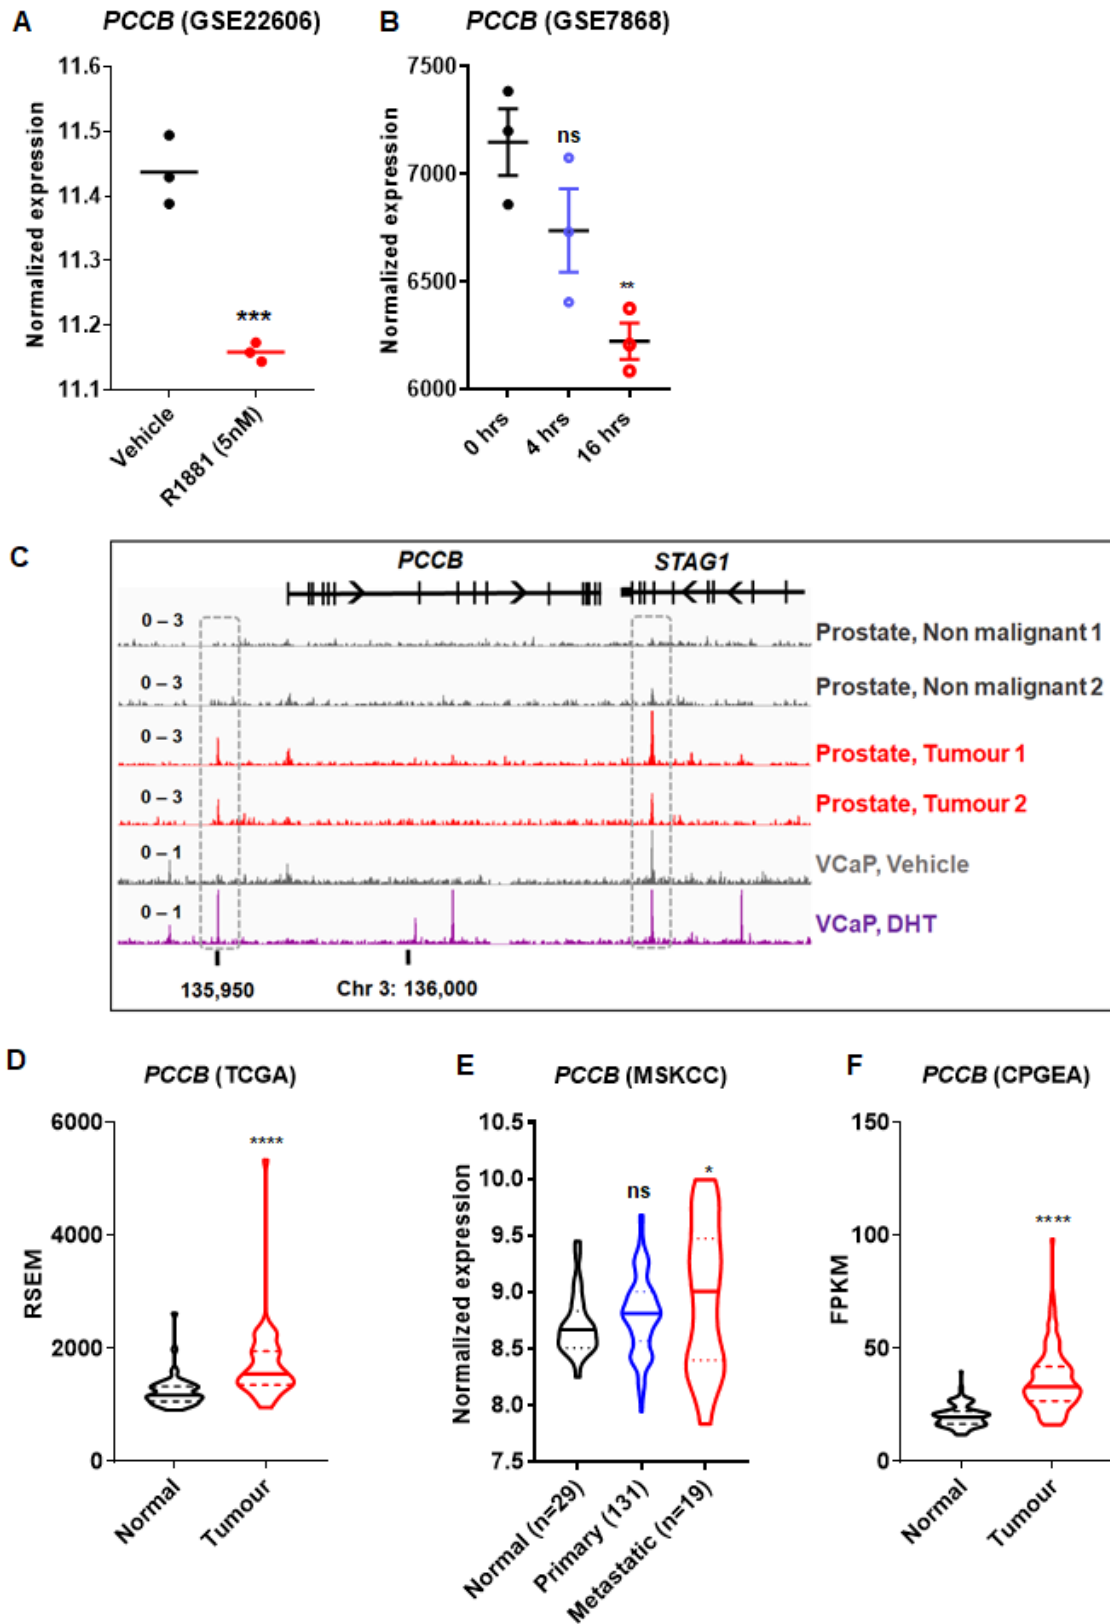 A
PCCB (GSE22606)
Normalized expression
11.6
11.5
11.4
11.3
11.2
11.1
***
Vehicle
R1881 (5nM)
B
PCCB (GSE7868)
Normalized expression
7500
7000
6500
6000
ns
**
0 hrs
4 hrs
16 hrs
C
PCCB
STAG1
0 – 3
Prostate, Non malignant 1
0 – 3
Prostate, Non malignant 2
0 – 3
Prostate, Tumour 1
0 – 3
Prostate, Tumour 2
0 – 1
VCaP, Vehicle
0 – 1
VCaP, DHT
135,950
Chr 3: 136,000
D
PCCB (TCGA)
RSEM
6000
4000
2000
0
****
Normal
Tumour
E
PCCB (MSKCC)
Normalized expression
10.5
10.0
9.5
9.0
8.5
8.0
7.5
ns
*
Normal (n=29)
Primary (131)
Metastatic (n=19)
F
PCCB (CPGEA)
FPKM
150
100
50
0
****
Normal
Tumour